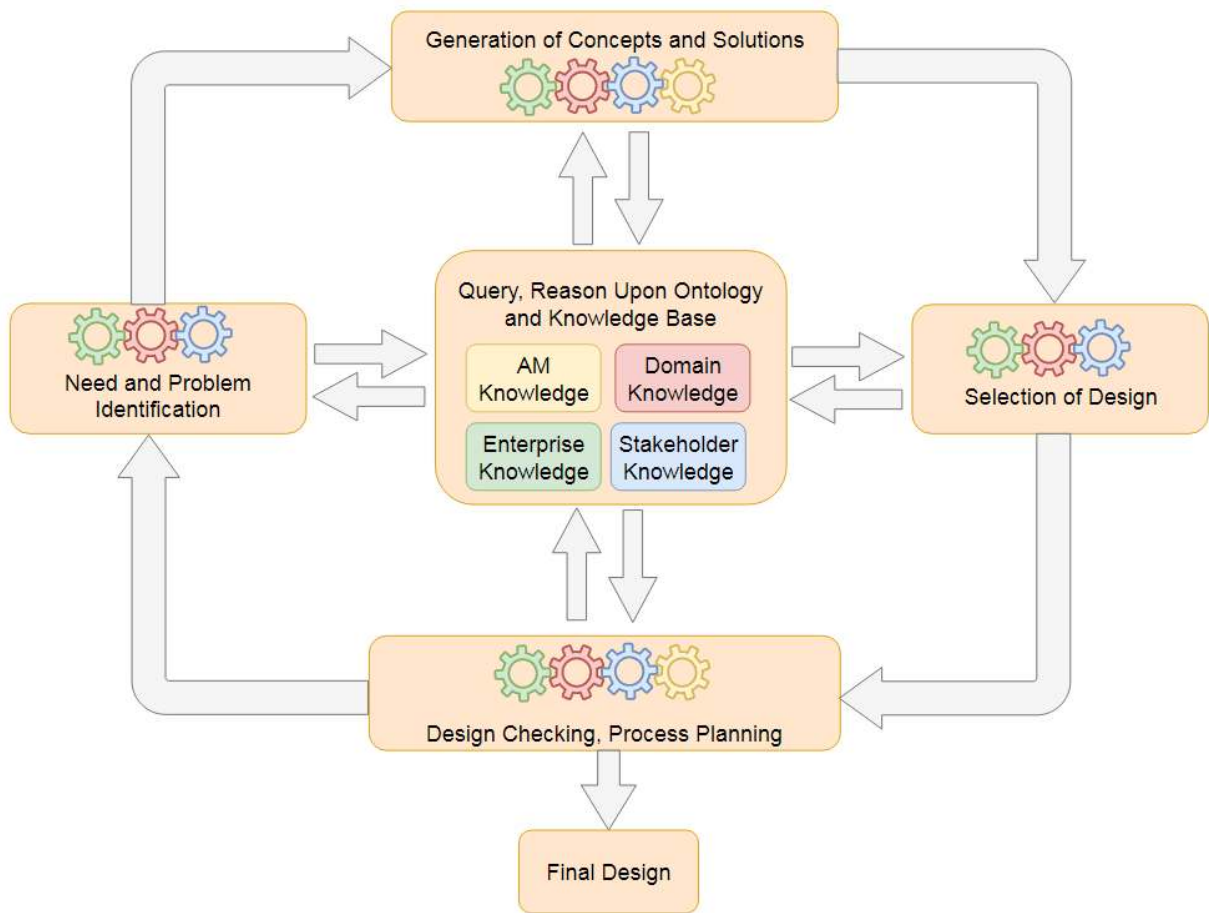 Generation of Concepts and Solutions
Query, Reason Upon Ontology
and Knowledge Base
AM
Knowledge
Domain
Knowledge
Enterprise
Knowledge
Stakeholder
Knowledge
Need and Problem
Identification
Selection of Design
Design Checking, Process Planning
Final Design